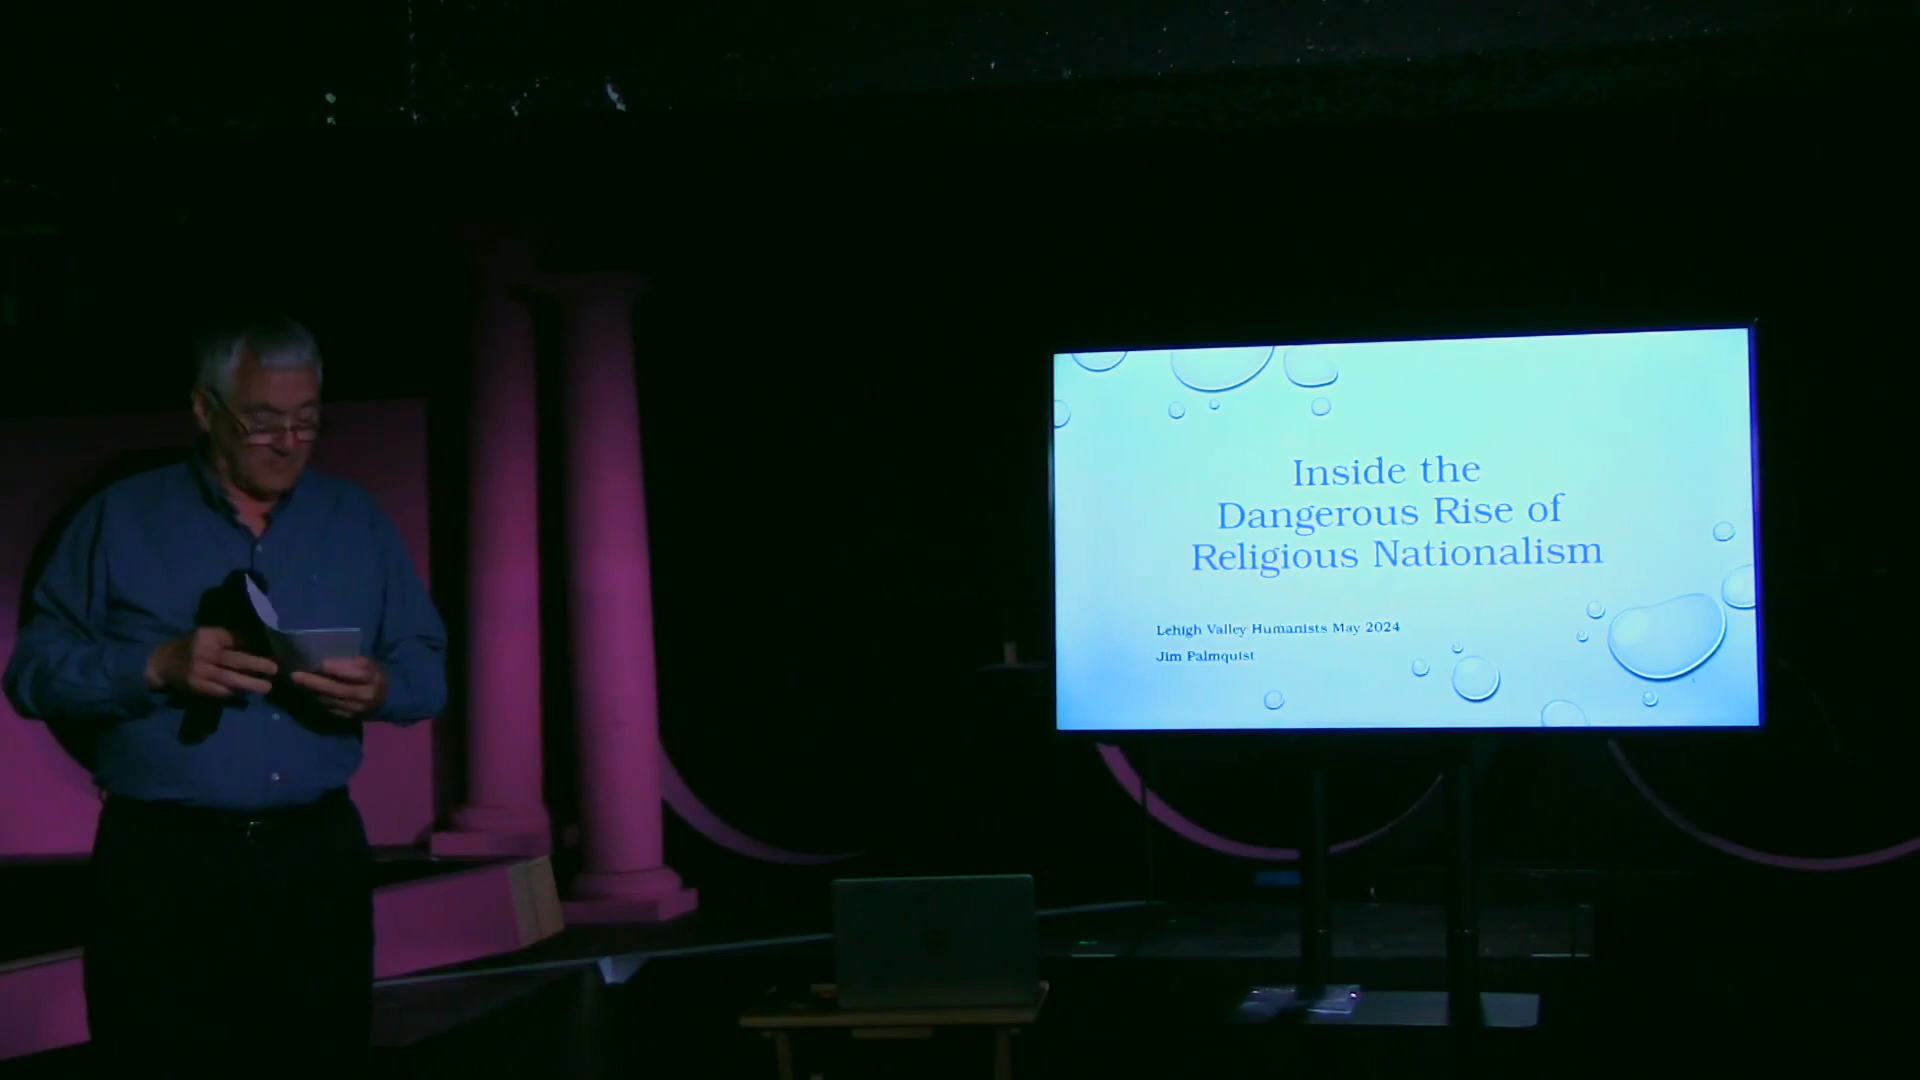 Inside the
Dangerous Rise of
Religious Nationalism
Lehigh Valley Humanists May 2024
Jim Palmquist